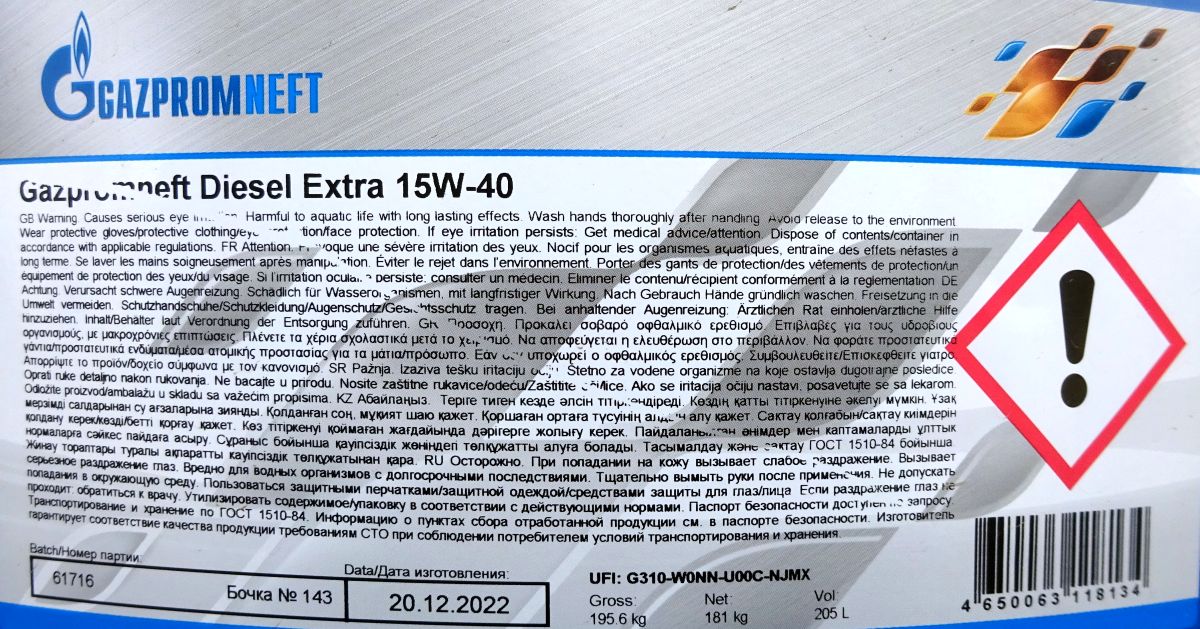 GAZPROMNEFT
Gazpromneft Diesel Extra 15W-40
GB Warning. Causes serious eye Harmful to aquatic life with long lasting effects. Wash hands thoroughly after handling. Avoid release to the environment
Wear protective gloves/protective clothing/eye protection/face protection. If eye irritation persists: Get medical advice/attention. Dispose of contents/container in
accordance with applicable regulations. FR Attention. Provoque une sévère irritation des yeux. Nocif pour les organismes aquatiques, entraine des effets néfastes à
long terme. Se laver les mains soigneusement après manipulation. Éviter le rejet dans l'environnement. Porter des gants de protection/des vêtements de protection/un
équipement de protection des yeux/du visage. Si l'irritation oculaire persiste: consulter un médecin. Eliminer le contenu/récipient conformément à la reglementation. DE
Achtung. Verursacht schwere Augenreizung. Schädlich für Wasserorganismen, mit langfristiger Wirkung. Nach Gebrauch Hände gründlich waschen. Freisetzung in die
Umwelt vermeiden. Schutzhandschuhe/Schutzkleidung/Augenschutz/Gesichtsschutz tragen. Bei anhaltender Augenreizung: Ärztlichen Rat einholen/ärztliche Hilfe
hinzuziehen. Inhalt/Behälter laut Verordnung der Entsorgung zuführen. GR Προσοχη. Προκαλεί σοβαρό οφθαλμικό ερεθισμό. Επιβλαβές για τους υδρόβιους
οργανισμούς, με μακροχρόνιες επιπτώσεις. Πλένετε τα χέρια σχολαστικά μετά το χειρισμό. Να αποφεύγεται η ελευθέρωση στο περιβάλλον. Να φοράτε προστατευτικά
γάντια/προστατευτικά ενδύματα/μέσα ατομικής προστασίας για τα μάτια/πρόσωπο. Εάν δεν υποχωρεί ο οφθαλμικός ερεθισμός: Συμβουλευθείτε/Επισκεφθείτε γιατρό.
Απορρίψτε το προϊόν/δοχείο σύμφωνα με τον κανονισμό. SR Pažnja. Izaziva tešku iritaciju očiju. Štetno za vodene organizme na koje ostavlja dugotrajne posledice.
Oprati ruke detaljno nakon rukovanja. Ne bacajte u prirodu. Nosite zaštitne rukavice/odeću/Zaštitite oči/lice. Ako se iritacija očiju nastavi, posavetujte se sa lekarom.
Odložite proizvod/ambalažu u skladu sa važećim propisima. KZ Абайлаңыз. Теріге тиген кезде әлсін тітіркендіреді. Көздің қатты тітіркенуіне әкелуі мүмкін. Ұзақ
мерзімді салдарынан су ағзаларына зиянды. Қолданған соң, мұқият шаю қажет. Қоршаған ортаға түсуінің алдын алу қажет. Сақтау қолғабын/сақтау киімдерін
қолдану керек/көзді/бетті қорғау қажет. Көз тітіркенуі қоймаған жағдайында дәрігерге жолығу керек. Пайдаланылған өнімдер мен қаптамаларды ұлттық
нормаларға сәйкес пайдаға асыру. Сұраныс бойынша қауіпсіздік жөніндегі төлқұжатты алуға болады. Тасымалдау және сақтау ГОСТ 1510-84 бойынша.
Жинау тораптары туралы ақпаратты қауіпсіздік төлқұжатынан қара. RU Осторожно. При попадании на кожу вызывает слабое раздражение. Вызывает
серьезное раздражение глаз. Вредно для водных организмов с долгосрочными последствиями. Тщательно вымыть руки после применения. Не допускать
попадания в окружающую среду. Пользоваться защитными перчатками/защитной одеждой/средствами защиты для глаз/лица. Если раздражение глаз не
проходит: обратиться к врачу. Утилизировать содержимое/упаковку в соответствии с действующими нормами. Паспорт безопасности доступен по запросу.
Транспортирование и хранение по ГОСТ 1510-84. Информацию о пунктах сбора отработанной продукции см. в паспорте безопасности. Изготовитель
гарантирует соответствие качества продукции требованиям СТО при соблюдении потребителем условий транспортирования и хранения.
Batch/Номер партии:
61716
Бочка № 143
Data/Дата изготовления:
20.12.2022
UFI: G310-W0NN-U00C-NJMX
Gross: Net: Vol:
195.6 kg 181 kg 205 L
4 650063 118134